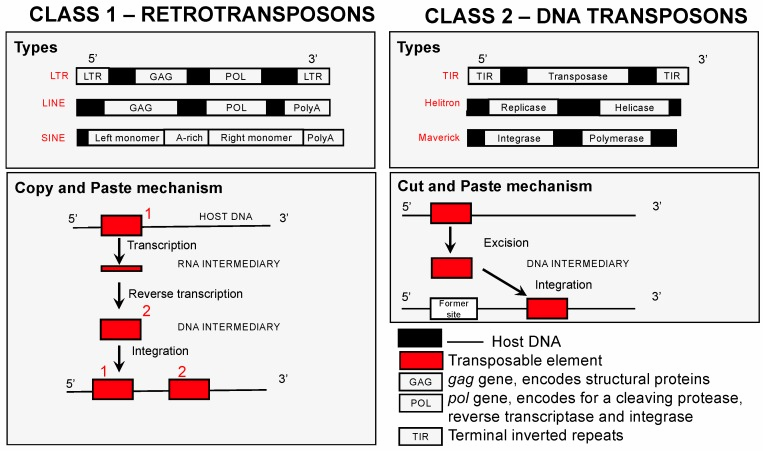 CLASS 1 – RETROTRANSPOSONS
Types
5’ 3’
LTR LTR GAG POL LTR
LINE GAG POL PolyA
SINE Left monomer A-rich Right monomer PolyA
Copy and Paste mechanism
1
5’ HOST DNA 3’
Transcription
RNA INTERMEDIARY
Reverse transcription
2
DNA INTERMEDIARY
Integration
1 2
5’ 3’
CLASS 2 – DNA TRANSPOSONS
Types
5’ 3’
TIR TIR Transposase TIR
Helitron Replicase Helicase
Maverick Integrase Polymerase
Cut and Paste mechanism
5’ 3’
Excision
DNA INTERMEDIARY
Integration
5’ Former 3’
site
Host DNA
Transposable element
GAG gag gene, encodes structural proteins
POL pol gene, encodes for a cleaving protease,
reverse transcriptase and integrase
TIR Terminal inverted repeats